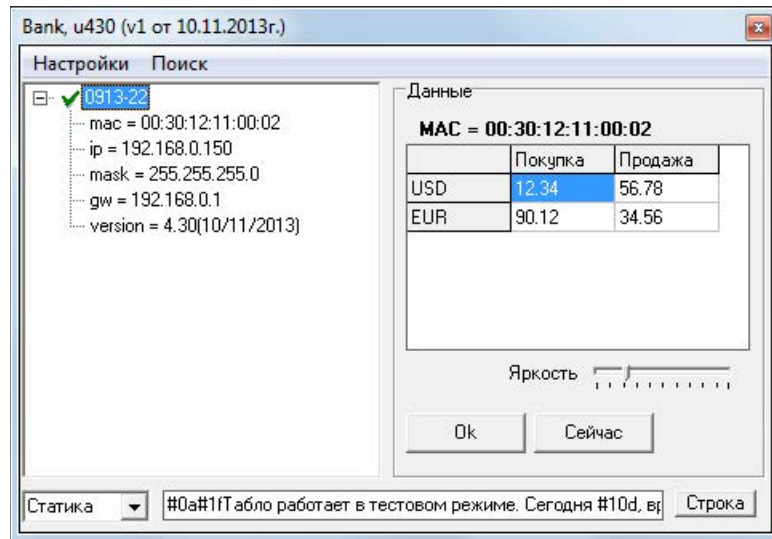 Bank, u430 (v1 от 10.11.2013г.)
Настройки Поиск
0913-22
mac = 00:30:12:11:00:02
ip = 192.168.0.150
mask = 255.255.255.0
gw = 192.168.0.1
version = 4.30(10/11/2013)
Данные
MAC = 00:30:12:11:00:02
Покупка Продажа
USD 12.34 56.78
EUR 90.12 34.56
Яркость
Ok Сейчас
Статика #0a#1fТабло работает в тестовом режиме. Сегодня #10d, вр Строка